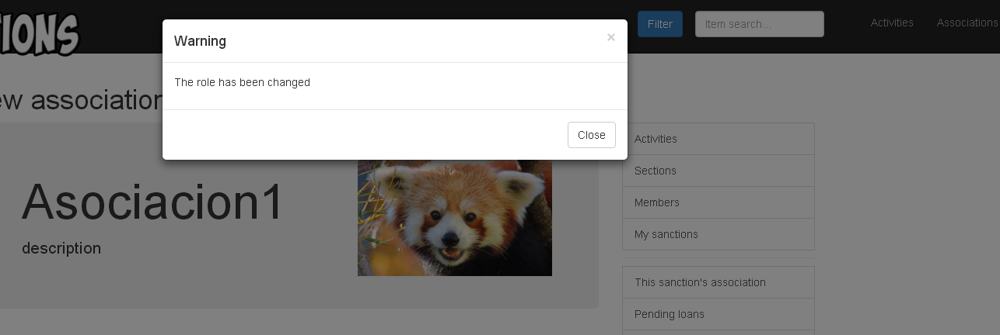 Warning
×
The role has been changed
Close
TIONS
Filter
Item search...
Activities
Associations
ew association
Asociacion1
description
Activities
Sections
Members
My sanctions
This sanction's association
Pending loans